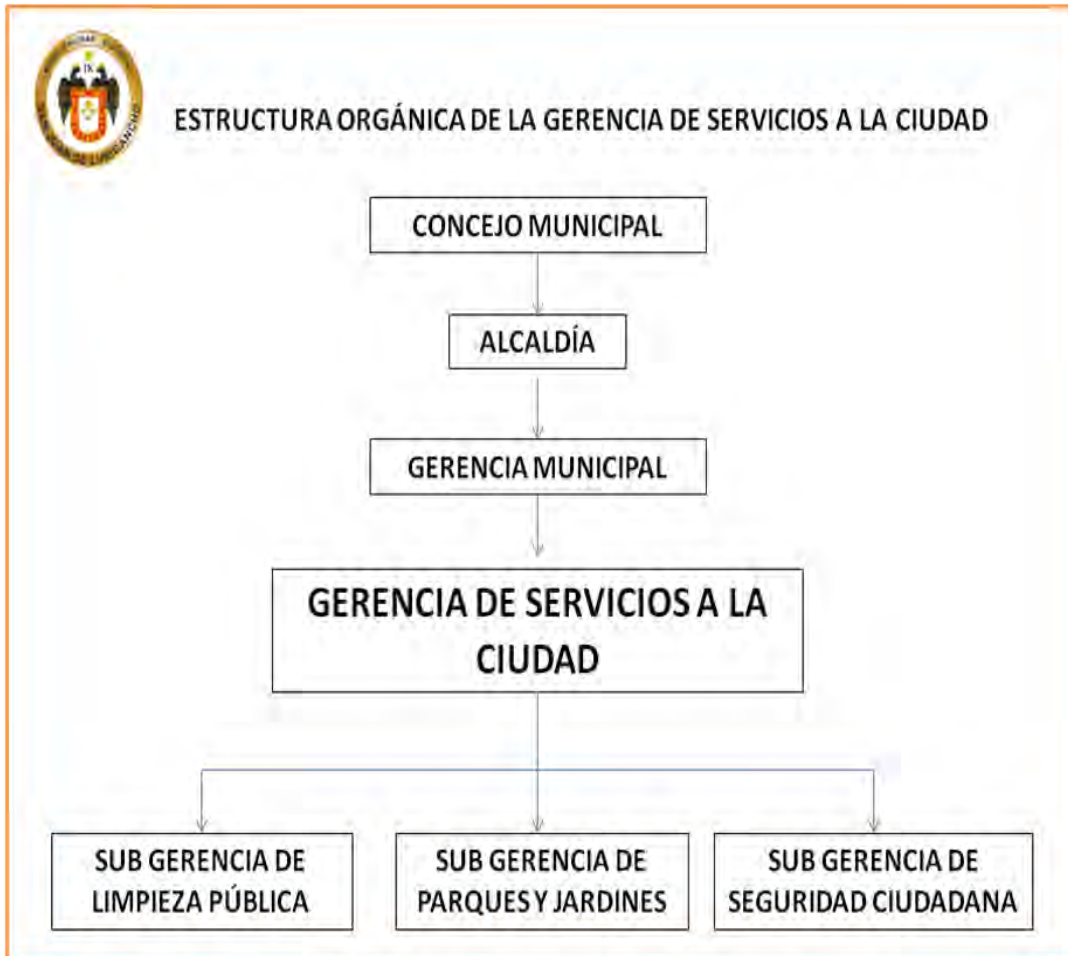 ESTRUCTURA ORGÁNICA DE LA GERENCIA DE SERVICIOS A LA CIUDAD
CONCEJO MUNICIPAL
ALCALDÍA
GERENCIA MUNICIPAL
GERENCIA DE SERVICIOS A LA
CIUDAD
SUB GERENCIA DE
LIMPIEZA PÚBLICA
SUB GERENCIA DE
PARQUES Y JARDINES
SUB GERENCIA DE
SEGURIDAD CIUDADANA